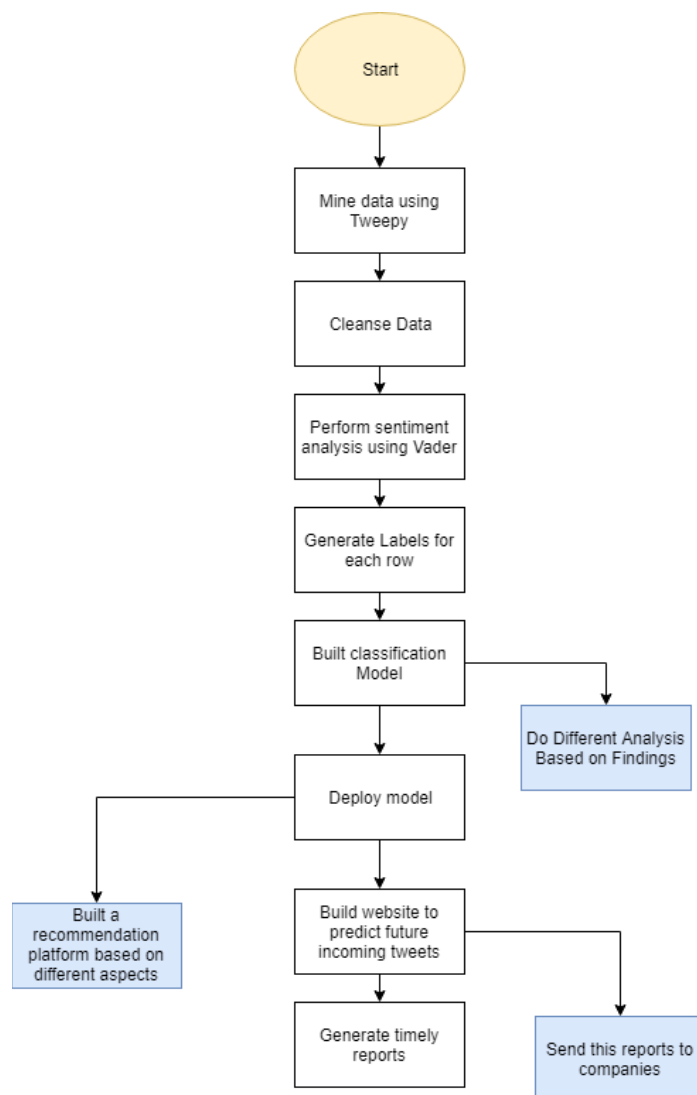 Start
Mine data using
Tweepy
Cleanse Data
Perform sentiment
analysis using Vader
Generate Labels for
each row
Built classification
Model
Do Different Analysis
Based on Findings
Deploy model
Built a
recommendation
platform based on
different aspects
Build website to
predict future
incoming tweets
Generate timely
reports
Send this reports to
companies